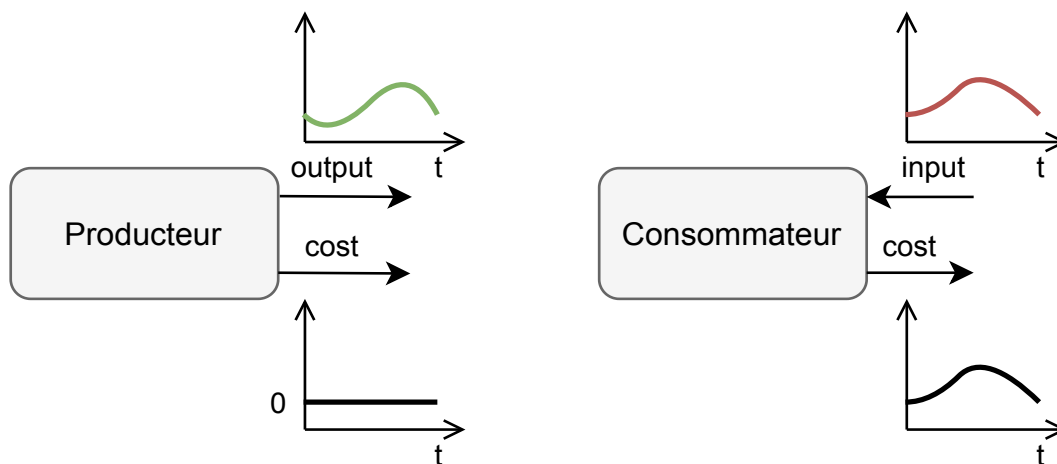 t
output
Producteur
cost
0
t
t
input
Consommateur
cost
t